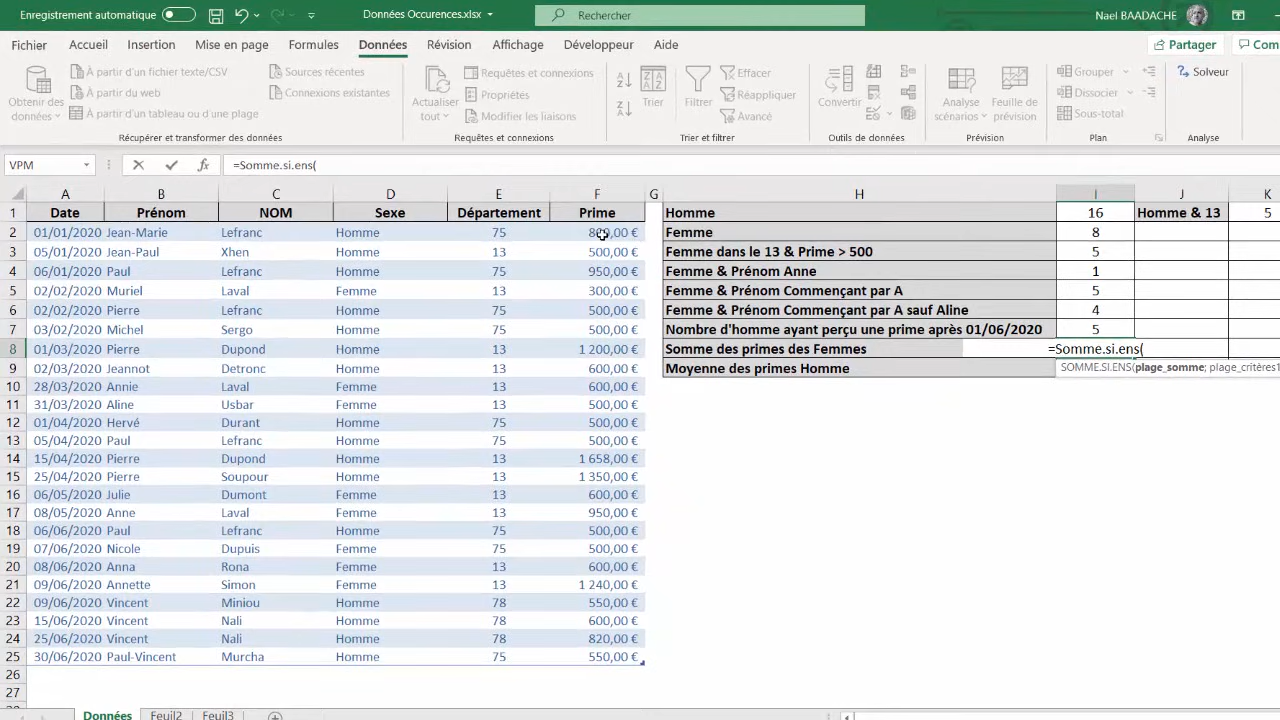 Enregistrement automatique
Données Occurences.xlsx
Rechercher
Nael BAADACHE
Fichier Accueil Insertion Mise en page Formules Données Révision Affichage Développeur Aide
Partager Com
Obtenir des données
À partir d'un fichier texte/CSV
À partir du web
À partir d'un tableau ou d'une plage
Sources récentes
Connexions existantes
Récupérer et transformer des données
Actualiser tout
Requêtes et connexions
Propriétés
Modifier les liaisons
Requêtes et connexions
Trier
Filtrer
Effacer
Réappliquer
Avancé
Trier et filtrer
Convertir
Outils de données
Analyse scénarios
Feuille de prévision
Prévision
Grouper
Dissocier
Sous-total
Plan
Solveur
Analyse
VPM
=Somme.si.ens(
A B C D E F G H I J K
1 Date Prénom NOM Sexe Département Prime Homme 16 Homme & 13 5
2 01/01/2020 Jean-Marie Lefranc Homme 75 ,00 € Femme 8
3 05/01/2020 Jean-Paul Xhen Homme 13 500,00 € Femme dans le 13 & Prime > 500 5
4 06/01/2020 Paul Lefranc Homme 75 950,00 € Femme & Prénom Anne 1
5 02/02/2020 Muriel Laval Femme 13 300,00 € Femme & Prénom Commençant par A 5
6 02/02/2020 Pierre Lefranc Homme 75 500,00 € Femme & Prénom Commençant par A sauf Aline 4
7 03/02/2020 Michel Sergo Homme 75 500,00 € Nombre d'homme ayant perçu une prime après 01/06/2020 5
8 01/03/2020 Pierre Dupond Homme 13 1 200,00 € Somme des primes des Femmes =Somme.si.ens(
SOMME.SI.ENS(plage_somme; plage_critères1
9 02/03/2020 Jeannot Detronc Homme 75 600,00 € Moyenne des primes Homme
10 28/03/2020 Annie Laval Femme 13 600,00 €
11 31/03/2020 Aline Usbar Femme 13 500,00 €
12 01/04/2020 Hervé Durant Homme 75 500,00 €
13 05/04/2020 Paul Lefranc Homme 75 500,00 €
14 15/04/2020 Pierre Dupond Homme 13 1 658,00 €
15 25/04/2020 Pierre Soupour Homme 13 1 350,00 €
16 06/05/2020 Julie Dumont Femme 13 600,00 €
17 08/05/2020 Anne Laval Femme 13 950,00 €
18 06/06/2020 Paul Lefranc Homme 75 500,00 €
19 07/06/2020 Nicole Dupuis Femme 75 500,00 €
20 08/06/2020 Anna Rona Femme 13 600,00 €
21 09/06/2020 Annette Simon Femme 13 1 240,00 €
22 09/06/2020 Vincent Miniou Homme 78 550,00 €
23 15/06/2020 Vincent Nali Homme 78 600,00 €
24 25/06/2020 Vincent Nali Homme 78 820,00 €
25 30/06/2020 Paul-Vincent Murcha Homme 75 550,00 €
26
27
Données Feuil2 Feuil3